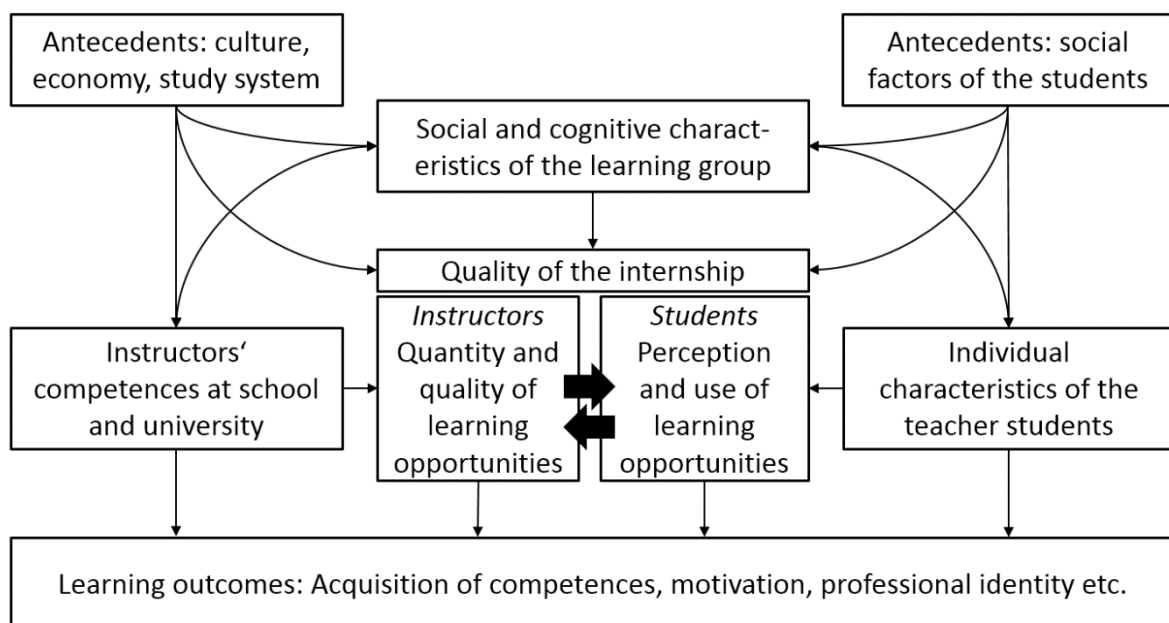 Antecedents: culture,
economy, study system
Antecedents: social
factors of the students
Social and cognitive charact-
eristics of the learning group
Quality of the internship
Instructors‘
competences at school
and university
Instructors
Quantity and
quality of
learning
opportunities
Students
Perception
and use of
learning
opportunities
Individual
characteristics of the
teacher students
Learning outcomes: Acquisition of competences, motivation, professional identity etc.